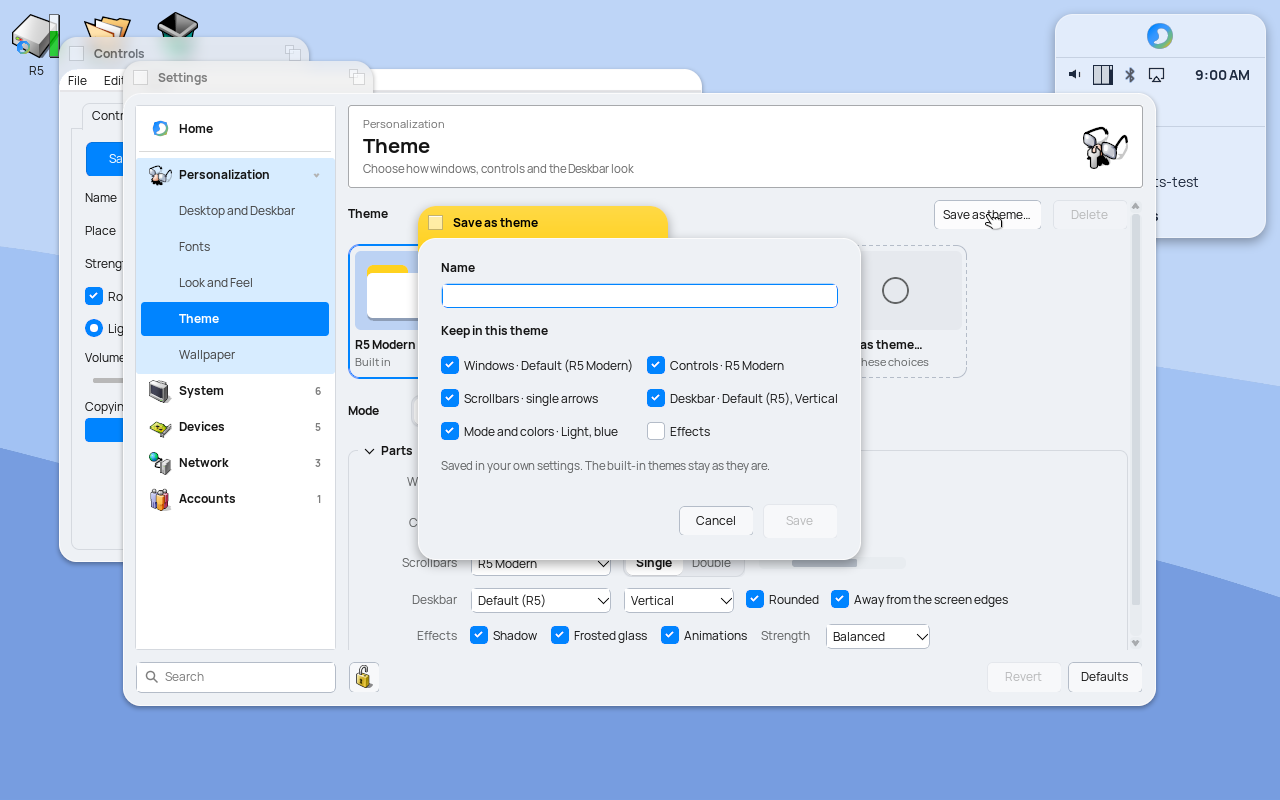 R5
Controls
File Edit
Contr
Sa
Name
Place
Streng
Ro
Lig
Volume
Copyin
Settings
9:00 AM
ts-test
s
Home
Personalization
Desktop and Deskbar
Fonts
Look and Feel
Theme
Wallpaper
System 6
Devices 5
Network 3
Accounts 1
Search
Personalization
Theme
Choose how windows, controls and the Deskbar look
Theme
Save as theme…
Delete
R5 Modern
Built in
as theme…
hese choices
Mode
Parts
W
C
Scrollbars R5 Modern Single Double
Deskbar Default (R5) Vertical Rounded Away from the screen edges
Effects Shadow Frosted glass Animations Strength Balanced
Revert Defaults
Save as theme
Name
Keep in this theme
Windows · Default (R5 Modern) Controls · R5 Modern
Scrollbars · single arrows Deskbar · Default (R5), Vertical
Mode and colors · Light, blue Effects
Saved in your own settings. The built-in themes stay as they are.
Cancel Save